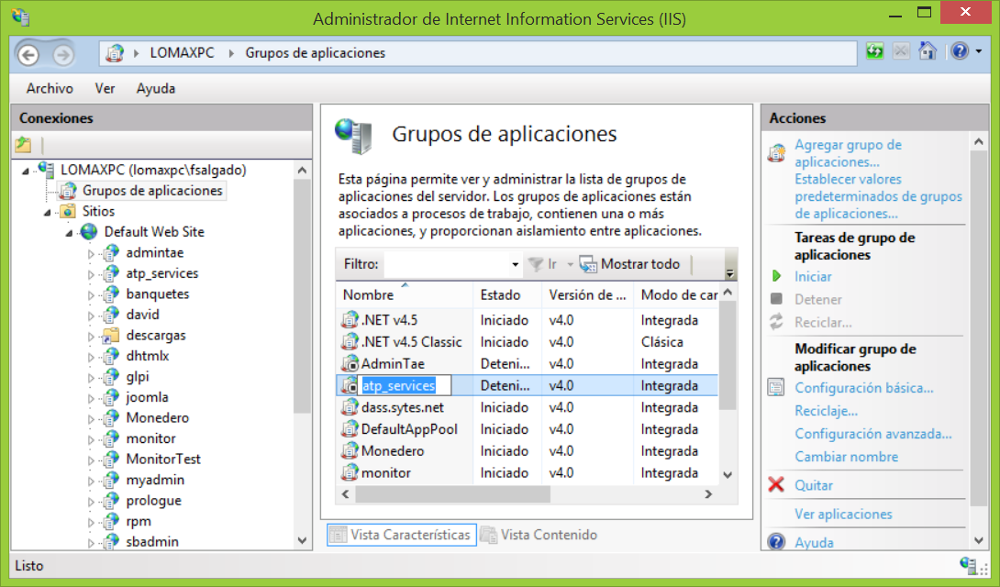 Administrador de Internet Information Services (IIS)
LOMAXPC
Grupos de aplicaciones
Archivo Ver Ayuda
Conexiones
LOMAXPC (lomaxpc\fsalgado)
Grupos de aplicaciones
Sitios
Default Web Site
admintae
atp_services
banquetes
david
descargas
dhtmlx
glpi
joomla
Monedero
monitor
MonitorTest
myadmin
prologue
rpm
sbadmin
Grupos de aplicaciones
Esta página permite ver y administrar la lista de grupos de
aplicaciones del servidor. Los grupos de aplicaciones están
asociados a procesos de trabajo, contienen una o más
aplicaciones, y proporcionan aislamiento entre aplicaciones.
Filtro: Ir Mostrar todo
Nombre Estado Versión de ... Modo de car
.NET v4.5 Iniciado v4.0 Integrada
.NET v4.5 Classic Iniciado v4.0 Clásica
AdminTae Deteni... v4.0 Integrada
atp_services Deteni... v4.0 Integrada
dass.sytes.net Iniciado v4.0 Integrada
DefaultAppPool Iniciado v4.0 Integrada
Monedero Iniciado v4.0 Integrada
monitor Iniciado v4.0 Integrada
Vista Características Vista Contenido
Acciones
Agregar grupo de
aplicaciones...
Establecer valores
predeterminados de grupos
de aplicaciones...
Tareas de grupo de
aplicaciones
Iniciar
Detener
Reciclar...
Modificar grupo de
aplicaciones
Configuración básica...
Reciclaje...
Configuración avanzada...
Cambiar nombre
Quitar
Ver aplicaciones
Ayuda
Listo